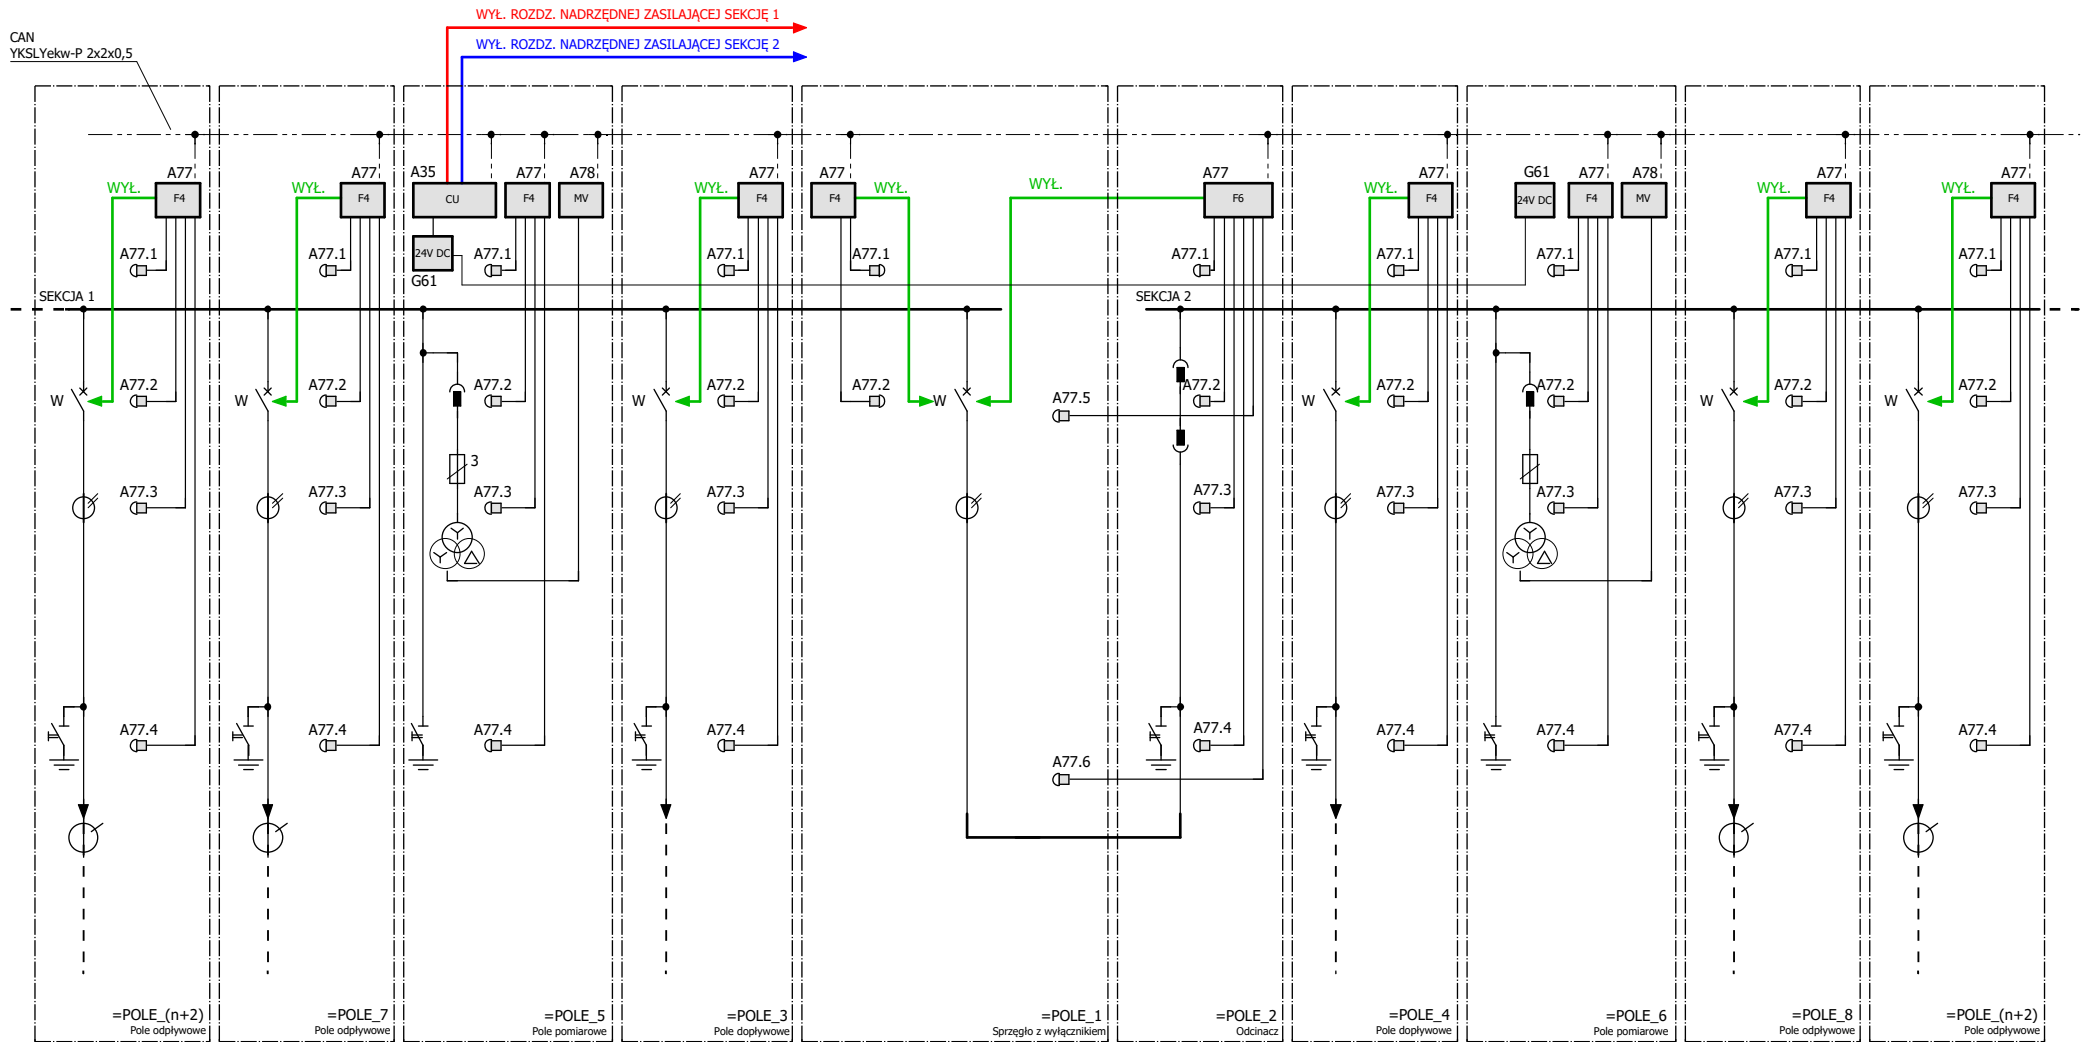 WYŁ. ROZDZ. NADRZĘDNEJ ZASILAJĄCEJ SEKCJĘ 1
CAN
YKSLYekw-P 2x2x0,5
WYŁ. ROZDZ. NADRZĘDNEJ ZASILAJĄCEJ SEKCJĘ 2
A77 A77 A35 A77 A78 A77 A77 A77 A77 G61 A77 A78 A77 A77
WYŁ. WYŁ. WYŁ. WYŁ. WYŁ. WYŁ. WYŁ. WYŁ.
F4 F4 CU F4 MV F4 F4 F6 F4 24V DC F4 MV F4 F4
A77.1 A77.1 24V DC A77.1 A77.1 A77.1 A77.1 A77.1 A77.1 A77.1 A77.1
G61
SEKCJA 1 SEKCJA 2
A77.2 A77.2 A77.2 A77.2 A77.2 A77.2 A77.2 A77.2 A77.2 A77.2
W W W W A77.5 W W W
3
A77.3 A77.3 A77.3 A77.3 A77.3 A77.3 A77.3 A77.3 A77.3
A77.4 A77.4 A77.4 A77.4 A77.4 A77.4 A77.4 A77.4 A77.4
A77.6
=POLE_(n+2) =POLE_7 =POLE_5 =POLE_3 =POLE_1 =POLE_2 =POLE_4 =POLE_6 =POLE_8 =POLE_(n+2)
Pole odpływowe Pole odpływowe Pole pomiarowe Pole dopływowe Sprzęgło z wyłącznikiem Odcinacz Pole dopływowe Pole pomiarowe Pole odpływowe Pole odpływowe